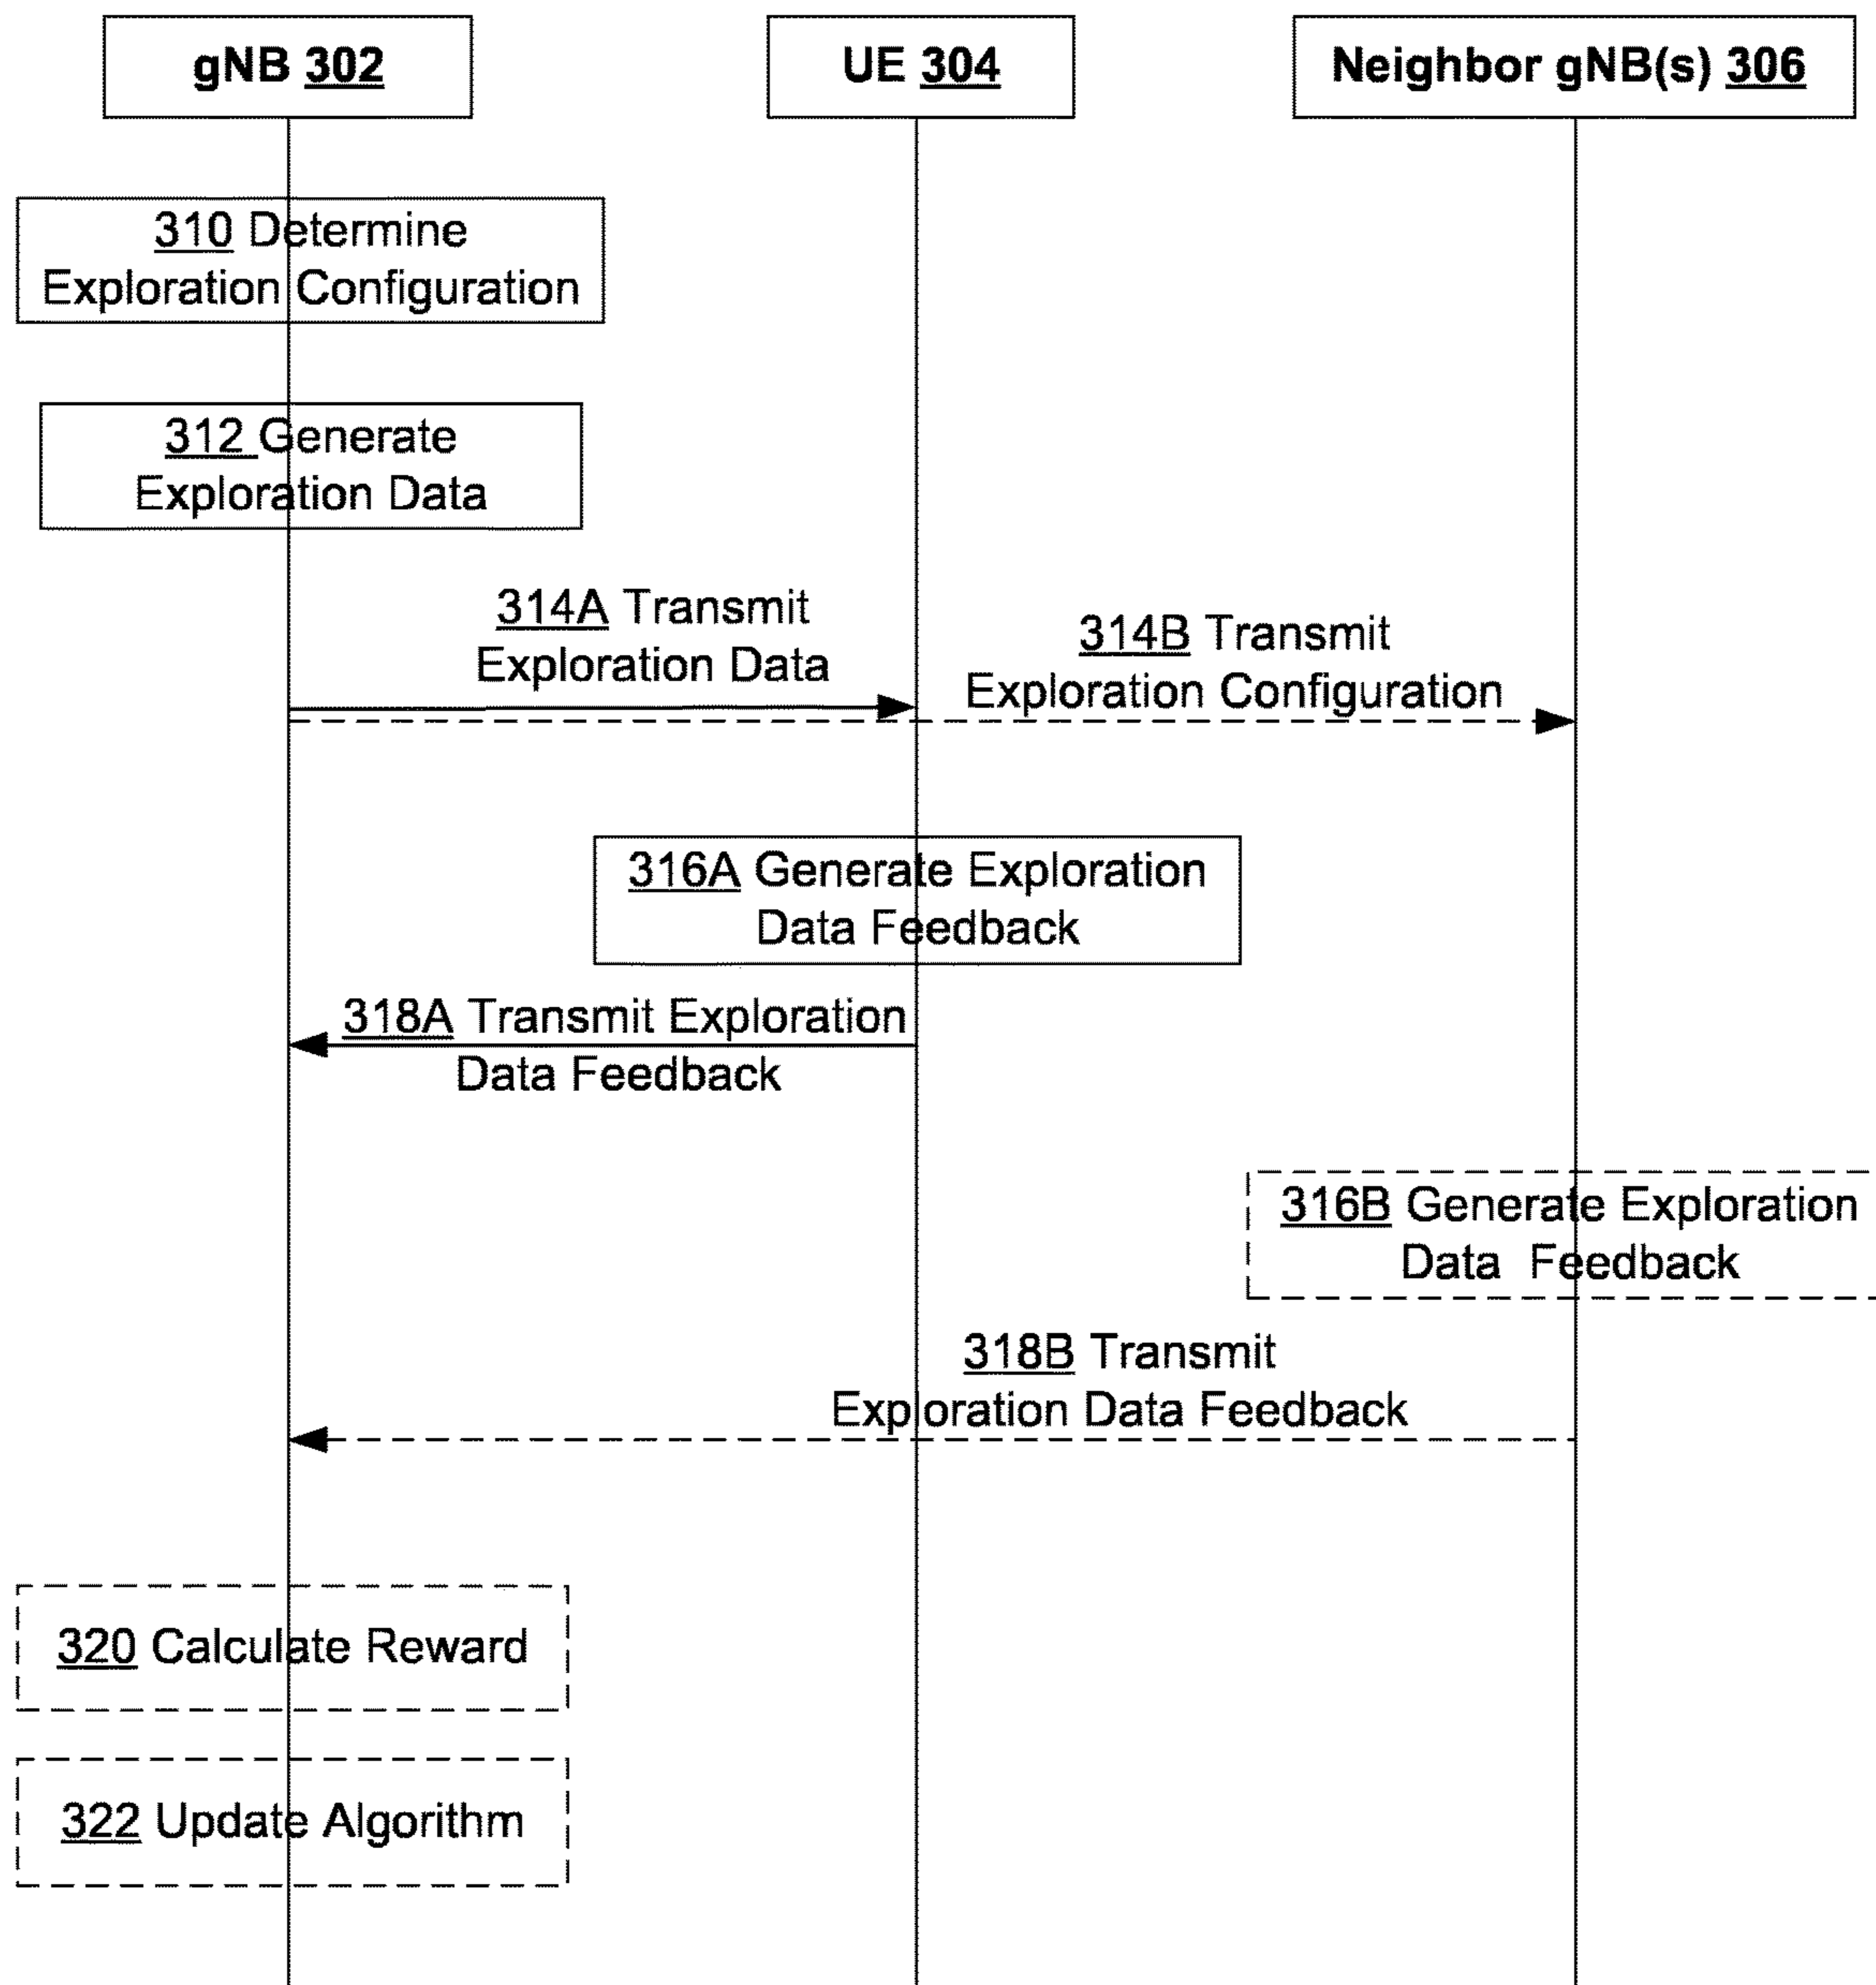 gNB 302
UE 304
Neighbor gNB(s) 306
310 Determine
Exploration Configuration
312 Generate
Exploration Data
314A Transmit
Exploration Data
314B Transmit
Exploration Configuration
316A Generate Exploration
Data Feedback
318A Transmit Exploration
Data Feedback
316B Generate Exploration
Data Feedback
318B Transmit
Exploration Data Feedback
320 Calculate Reward
322 Update Algorithm